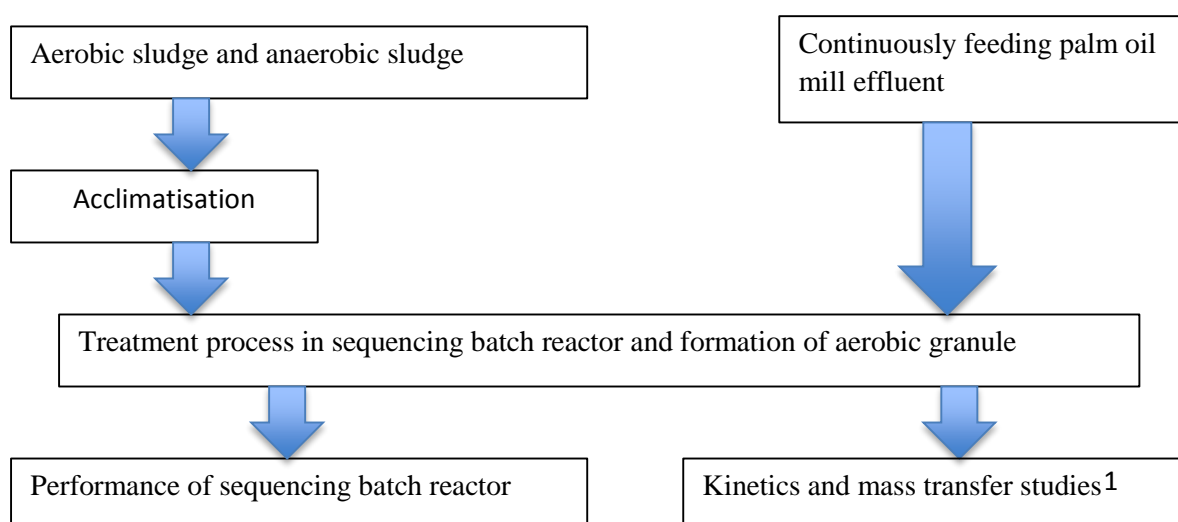 Aerobic sludge and anaerobic sludge
Continuously feeding palm oil
mill effluent
Acclimatisation
Treatment process in sequencing batch reactor and formation of aerobic granule
Performance of sequencing batch reactor
Kinetics and mass transfer studies1